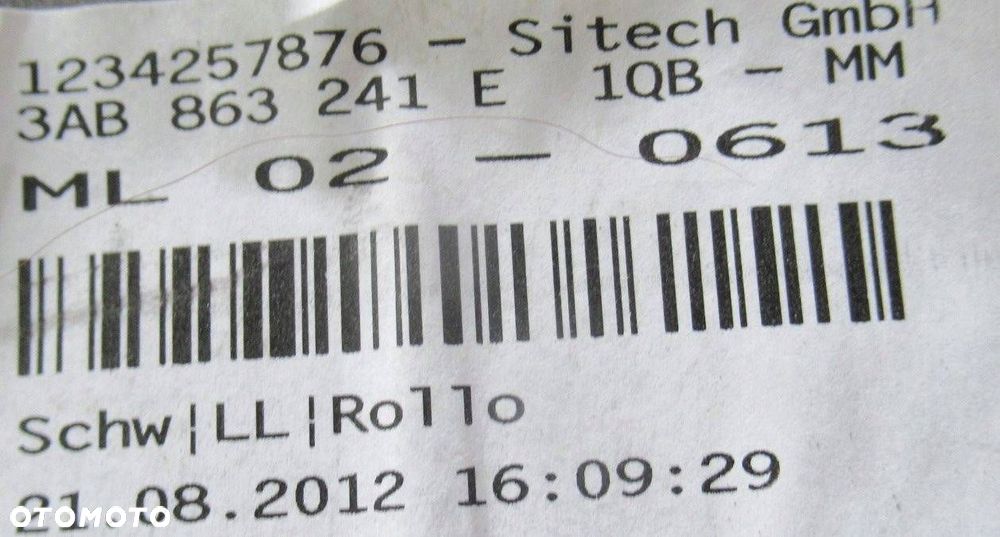 1234257876 - Sitech GmbH
3AB 863 241 E 1QB - MM
ML 02 - 0613
Schw¦LL¦Rollo
21.08.2012 16:09:29
OTOMOTO